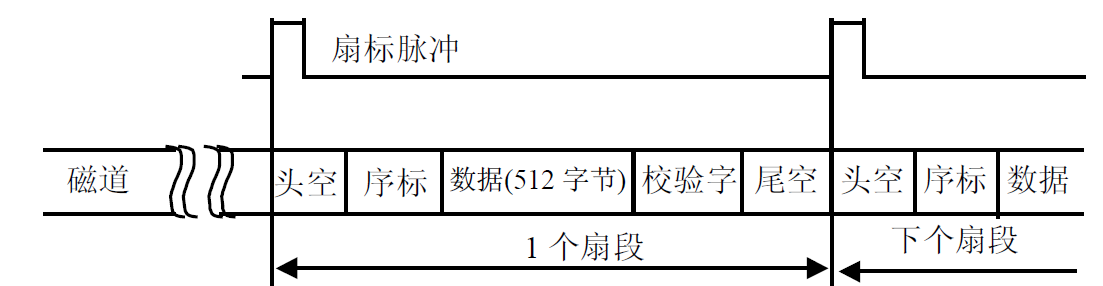 扇标脉冲
磁道 头空 序标 数据(512 字节) 校验字 尾空 头空 序标 数据
1 个扇段 下个扇段